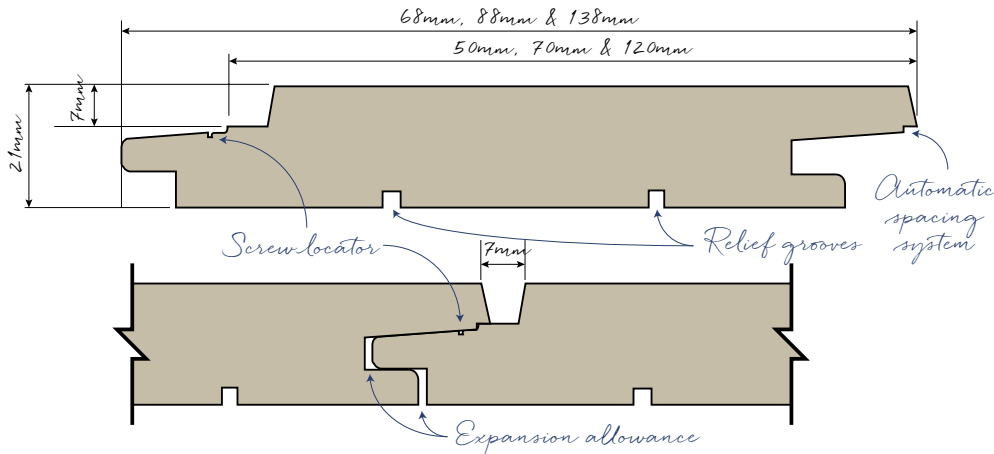 68mm, 88mm & 138mm
50mm, 70mm & 120mm
7mm
21mm
Automatic
spacing
system
Screw locator
Relief grooves
7mm
Expansion allowance